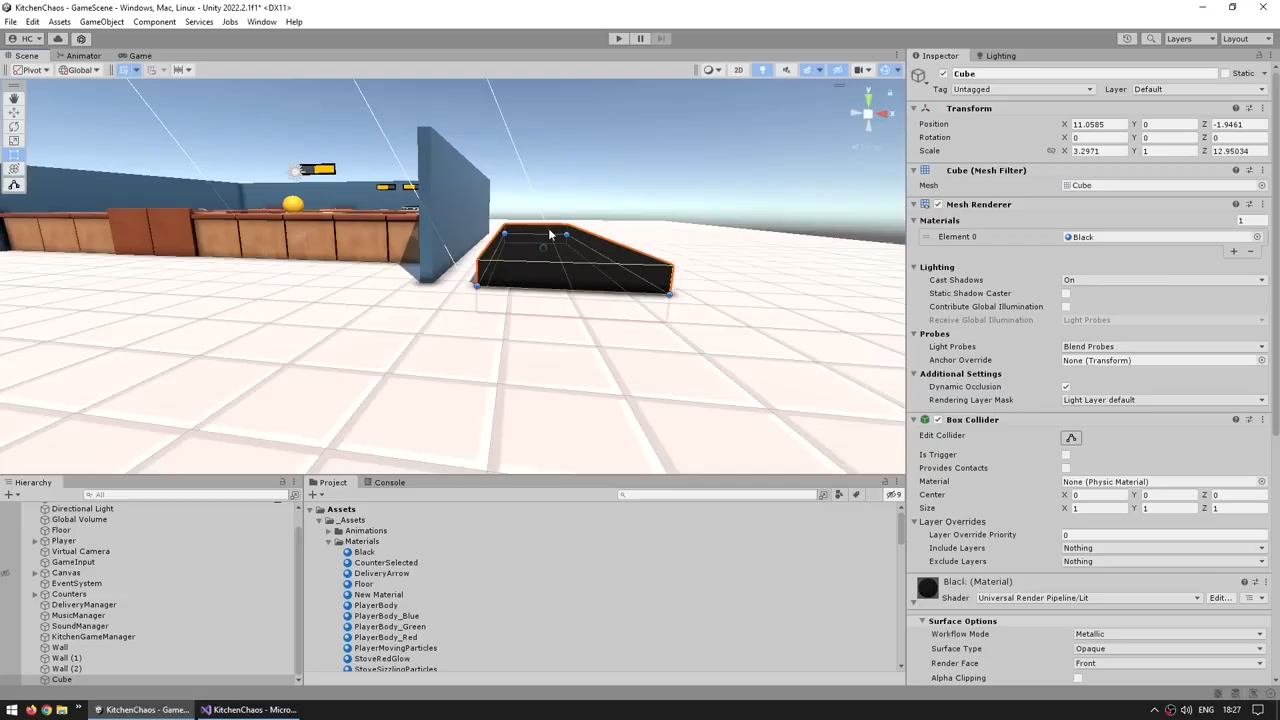 KitchenChaos - GameScene - Windows, Mac, Linux - Unity 2022.2.1f1* <DX11>
File Edit Assets GameObject Component Services Jobs Window Help
HC Layers Layout
Scene Animator Game
Pivot Global 2D
y
x
Persp
Inspector Lighting
Cube Static
Tag Untagged Layer Default
Transform
Position X 11.0585 Y 0 Z -1.9461
Rotation X 0 Y 0 Z 0
Scale X 3.2971 Y 1 Z 12.95034
Cube (Mesh Filter)
Mesh Cube
Mesh Renderer
Materials 1
Element 0 Black
Lighting
Cast Shadows On
Static Shadow Caster
Contribute Global Illumination
Receive Global Illumination Light Probes
Probes
Light Probes Blend Probes
Anchor Override None (Transform)
Additional Settings
Dynamic Occlusion
Rendering Layer Mask Light Layer default
Box Collider
Edit Collider
Is Trigger
Provides Contacts
Material None (Physic Material)
Center X 0 Y 0 Z 0
Size X 1 Y 1 Z 1
Layer Overrides
Layer Override Priority 0
Include Layers Nothing
Exclude Layers Nothing
Black (Material)
Shader Universal Render Pipeline/Lit Edit...
Surface Options
Workflow Mode Metallic
Surface Type Opaque
Render Face Front
Alpha Clipping
Hierarchy
All
Directional Light
Global Volume
Floor
Player
Virtual Camera
GameInput
Canvas
EventSystem
Counters
DeliveryManager
MusicManager
SoundManager
KitchenGameManager
Wall
Wall (1)
Wall (2)
Cube
Project Console
9
Assets
_Assets
Animations
Materials
Black
CounterSelected
DeliveryArrow
Floor
New Material
PlayerBody
PlayerBody_Blue
PlayerBody_Green
PlayerBody_Red
PlayerMovingParticles
StoveRedGlow
StoveSizzlingParticles
KitchenChaos - Game... KitchenChaos - Micro... ENG 18:27